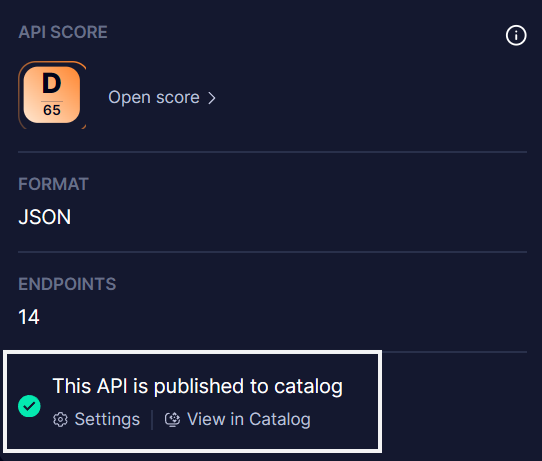 API SCORE
D
65
Open score
FORMAT
JSON
ENDPOINTS
14
This API is published to catalog
Settings
View in Catalog